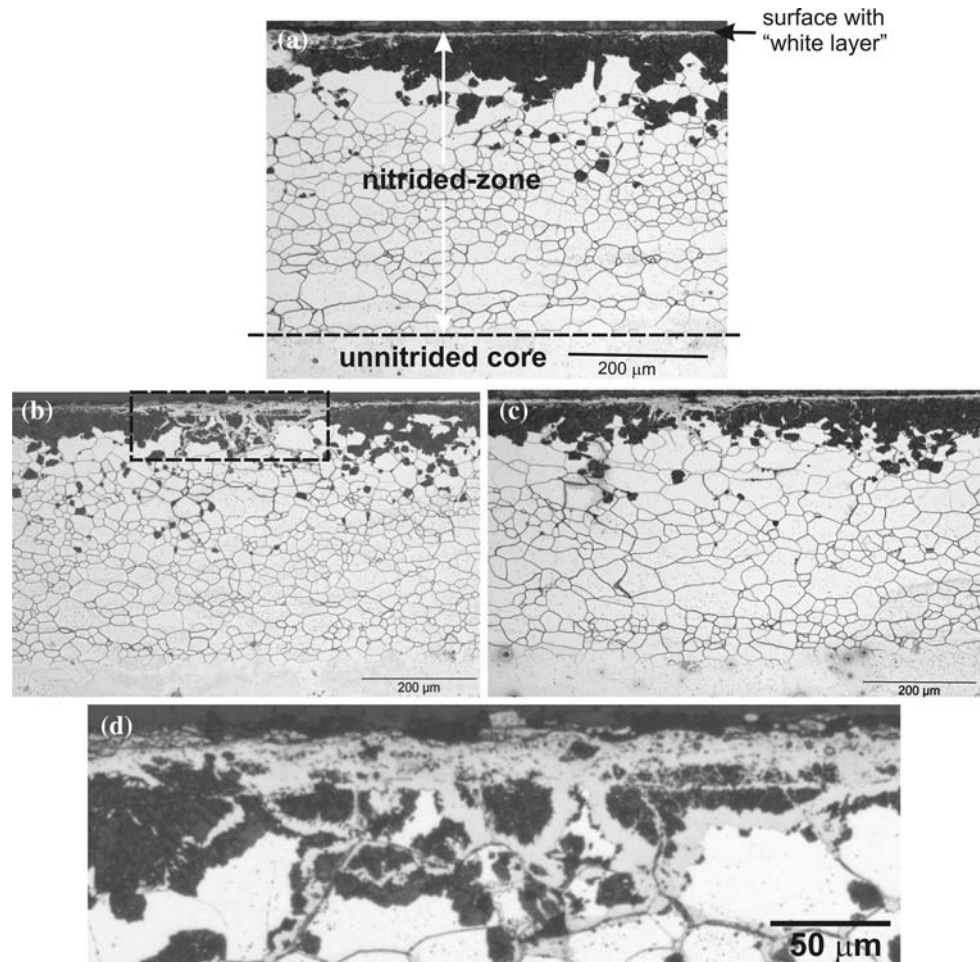 (a)
surface with
“white layer”
nitrided-zone
unnitrided core
200 μm
(b)
200 μm
(c)
200 μm
(d)
50 μm